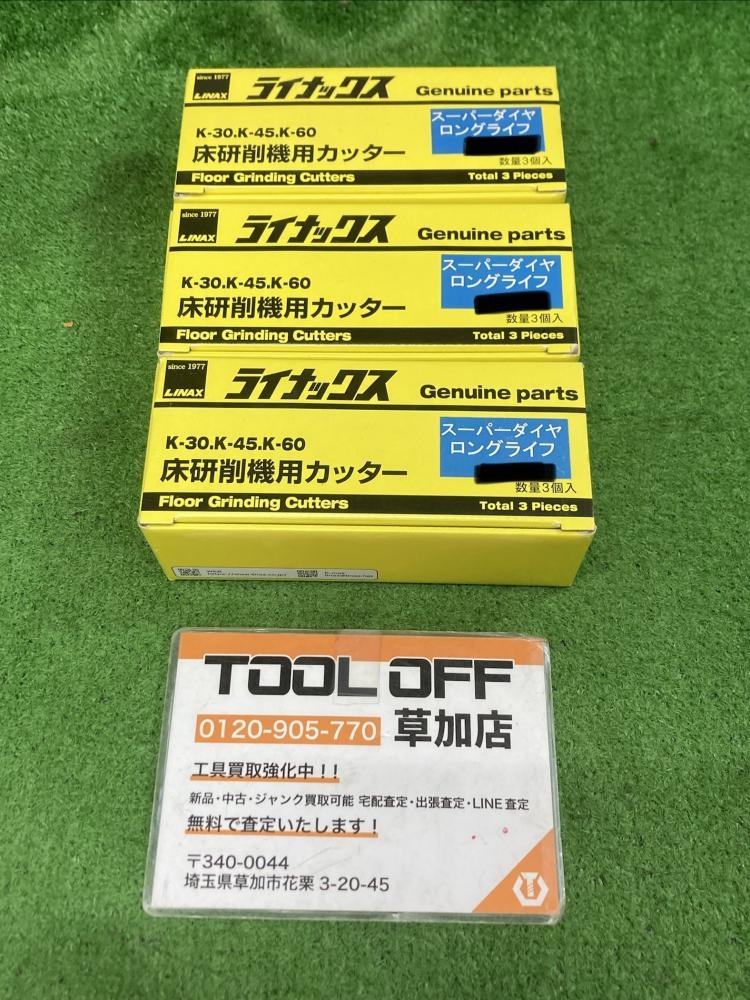 since 1977
LINAX
ライナックス
Genuine parts
K-30.K-45.K-60
床研削機用カッター
スーパーダイヤ
ロングライフ
数量3個入
Floor Grinding Cutters
Total 3 Pieces
since 1977
LINAX
ライナックス
Genuine parts
K-30.K-45.K-60
床研削機用カッター
スーパーダイヤ
ロングライフ
数量3個入
Floor Grinding Cutters
Total 3 Pieces
since 1977
LINAX
ライナックス
Genuine parts
K-30.K-45.K-60
床研削機用カッター
スーパーダイヤ
ロングライフ
数量3個入
Floor Grinding Cutters
Total 3 Pieces
TOOL OFF
0120-905-770 草加店
工具買取強化中!!
新品・中古・ジャンク買取可能 宅配査定・出張査定・LINE査定
無料で査定いたします!
〒340-0044
埼玉県草加市花栗 3-20-45